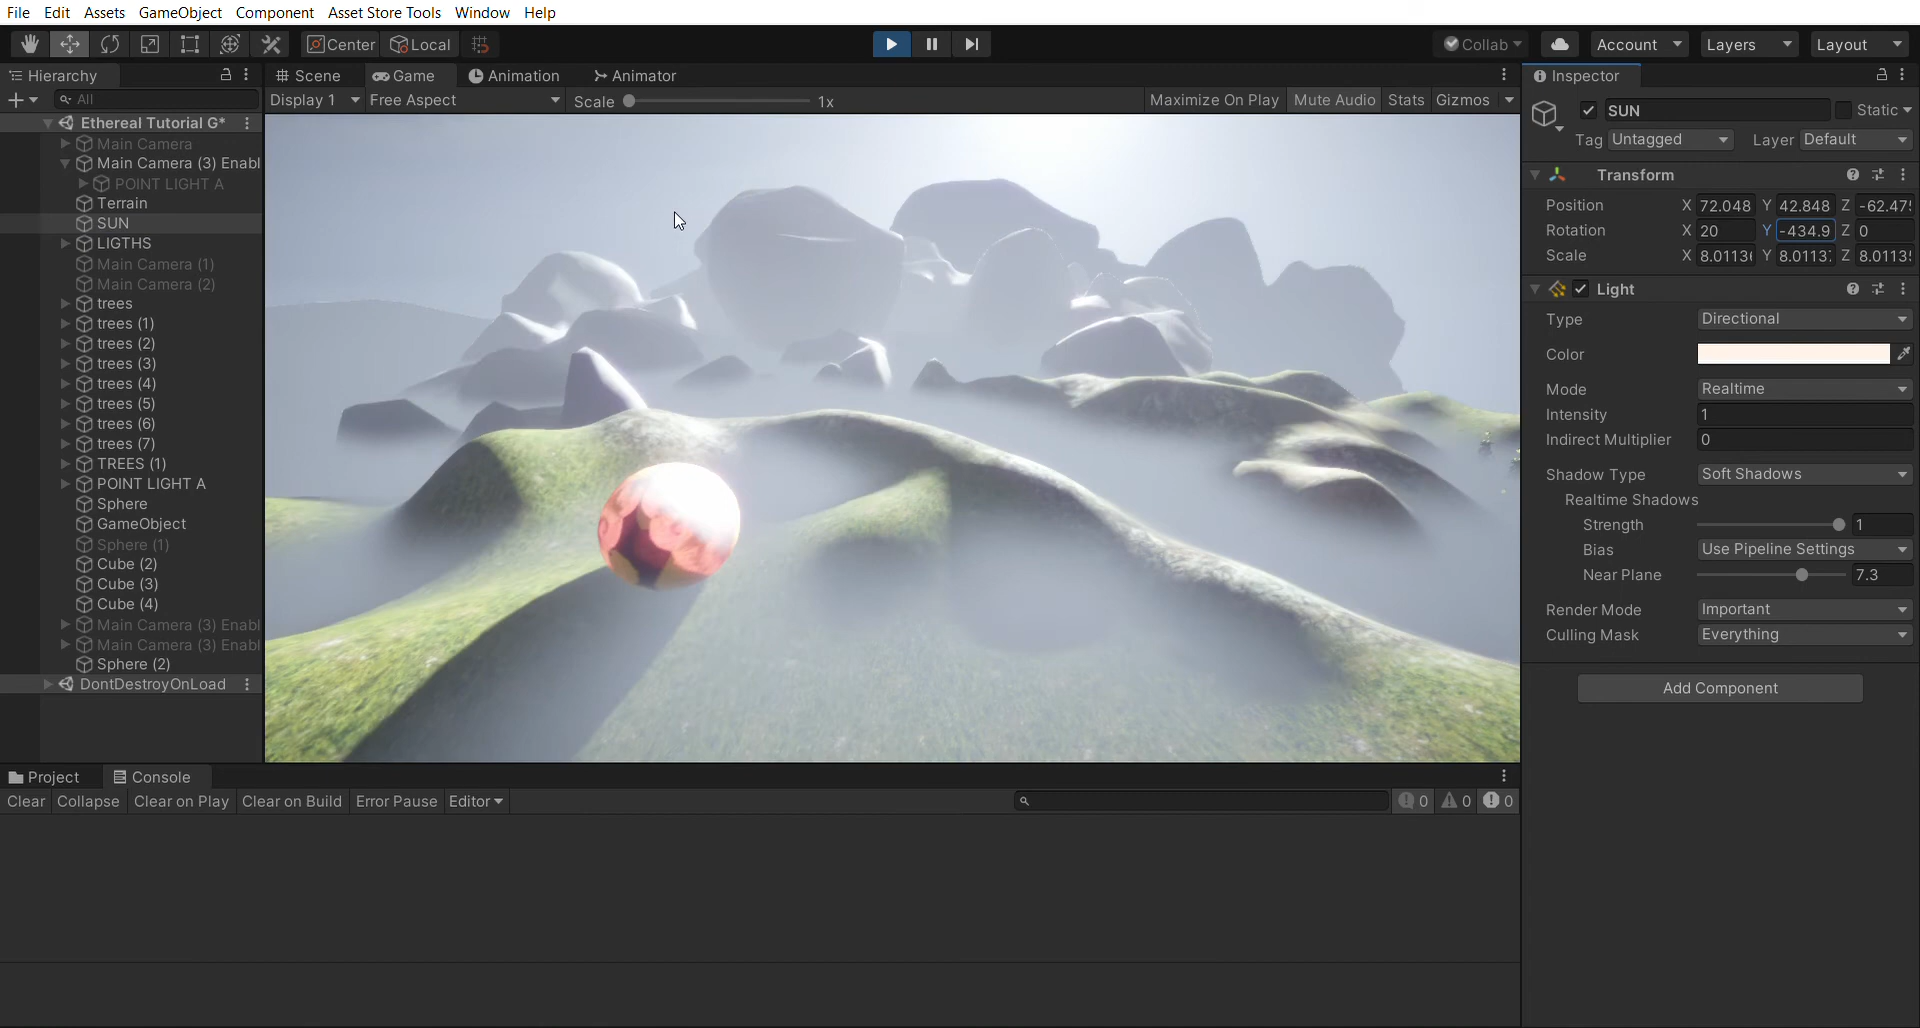 File Edit Assets GameObject Component Asset Store Tools Window Help
Center Local Collab Account Layers Layout
Hierarchy
All
Ethereal Tutorial G*
Main Camera
Main Camera (3) Enabl
POINT LIGHT A
Terrain
SUN
LIGTHS
Main Camera (1)
Main Camera (2)
trees
trees (1)
trees (2)
trees (3)
trees (4)
trees (5)
trees (6)
trees (7)
TREES (1)
POINT LIGHT A
Sphere
GameObject
Sphere (1)
Cube (2)
Cube (3)
Cube (4)
Main Camera (3) Enabl
Main Camera (3) Enabl
Sphere (2)
DontDestroyOnLoad
Scene Game Animation Animator
Display 1 Free Aspect Scale 1x Maximize On Play Mute Audio Stats Gizmos
Inspector
SUN Static
Tag Untagged Layer Default
Transform
Position X 72.048 Y 42.848 Z -62.47
Rotation X 20 Y -434.9 Z 0
Scale X 8.0113 Y 8.0113 Z 8.0113
Light
Type Directional
Color
Mode Realtime
Intensity 1
Indirect Multiplier 0
Shadow Type Soft Shadows
Realtime Shadows
Strength 1
Bias Use Pipeline Settings
Near Plane 7.3
Render Mode Important
Culling Mask Everything
Add Component
Project Console
Clear Collapse Clear on Play Clear on Build Error Pause Editor 0 0 0